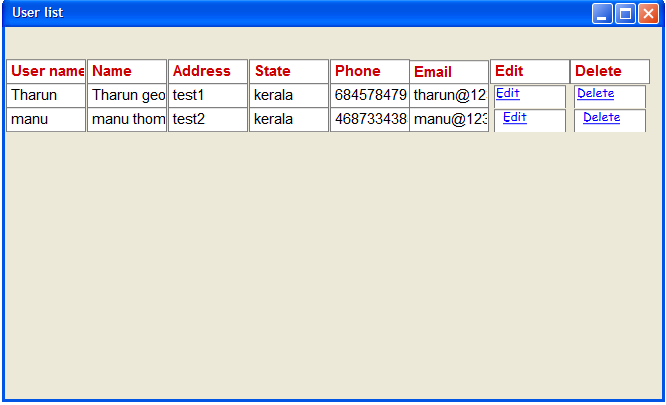 User list
User name Name Address State Phone Email Edit Delete
Tharun Tharun geo test1 kerala 684578479 tharun@12 Edit Delete
manu manu thom test2 kerala 468733438 manu@123 Edit Delete